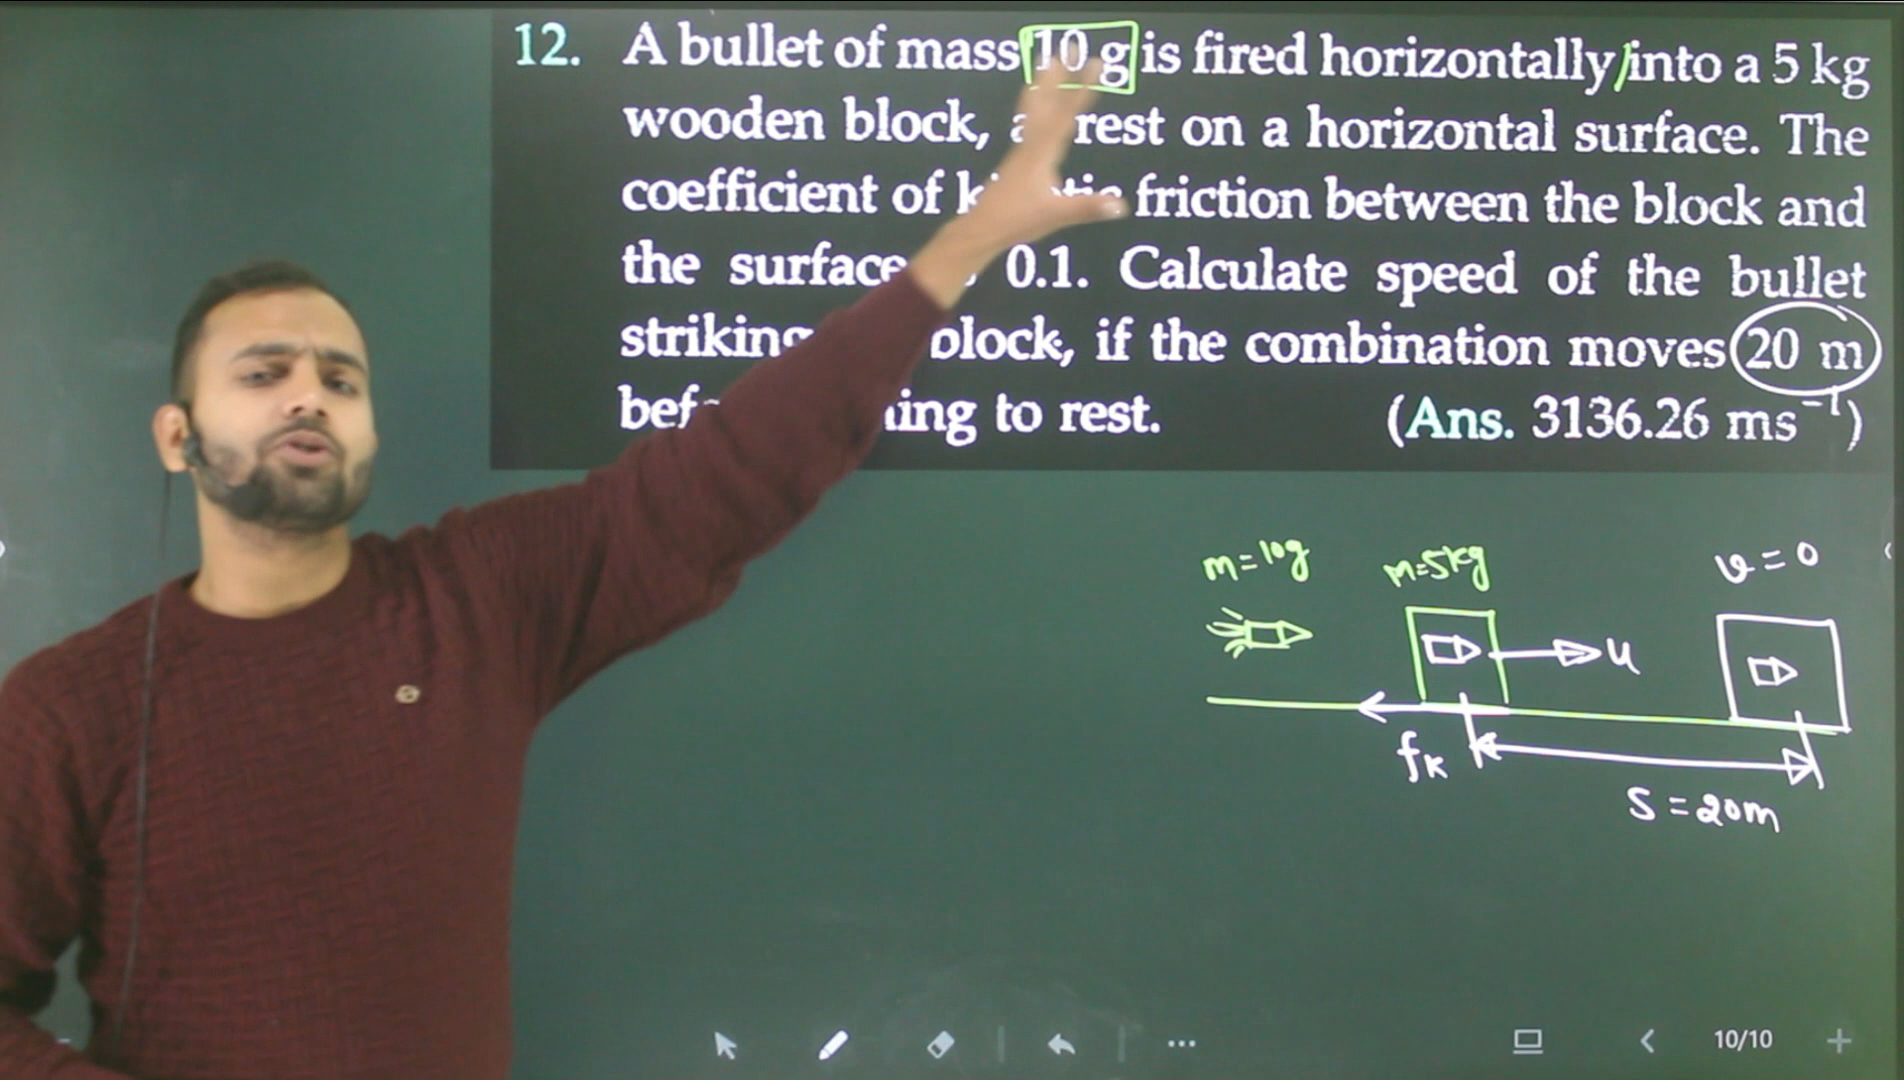 12. A bullet of mass 10 g is fired horizontally into a 5 kg
wooden block, rest on a horizontal surface. The
coefficient of friction between the block and
the surface 0.1. Calculate speed of the bullet
striking block, if the combination moves 20 m
to rest. (Ans. 3136.26 ms⁻¹)
m=10g M=5kg v=0
u
fk
S=20m
10/10